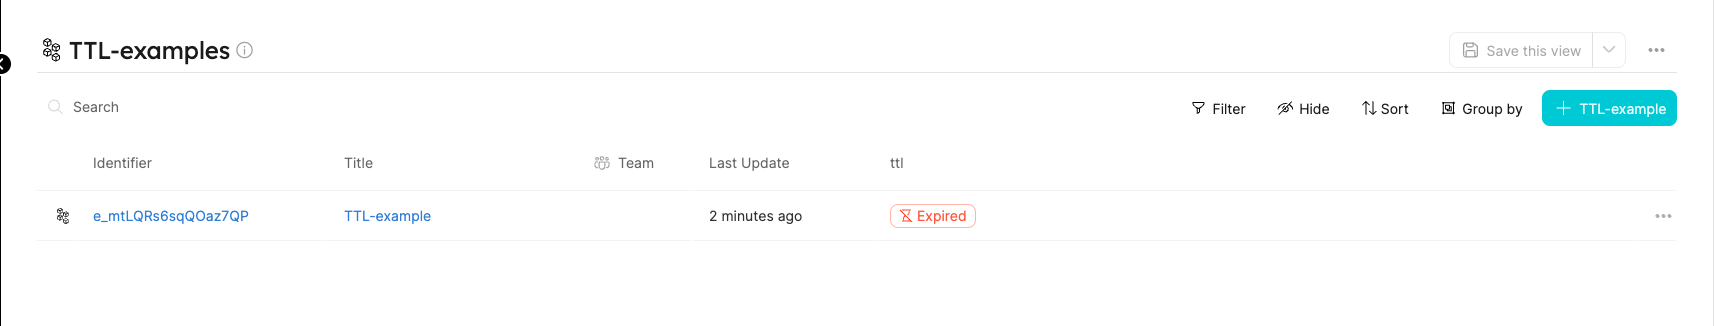 TTL-examples
Save this view
Search
Filter Hide Sort Group by + TTL-example
Identifier Title Team Last Update ttl
e_mtLQRs6sqQOaz7QP TTL-example 2 minutes ago Expired